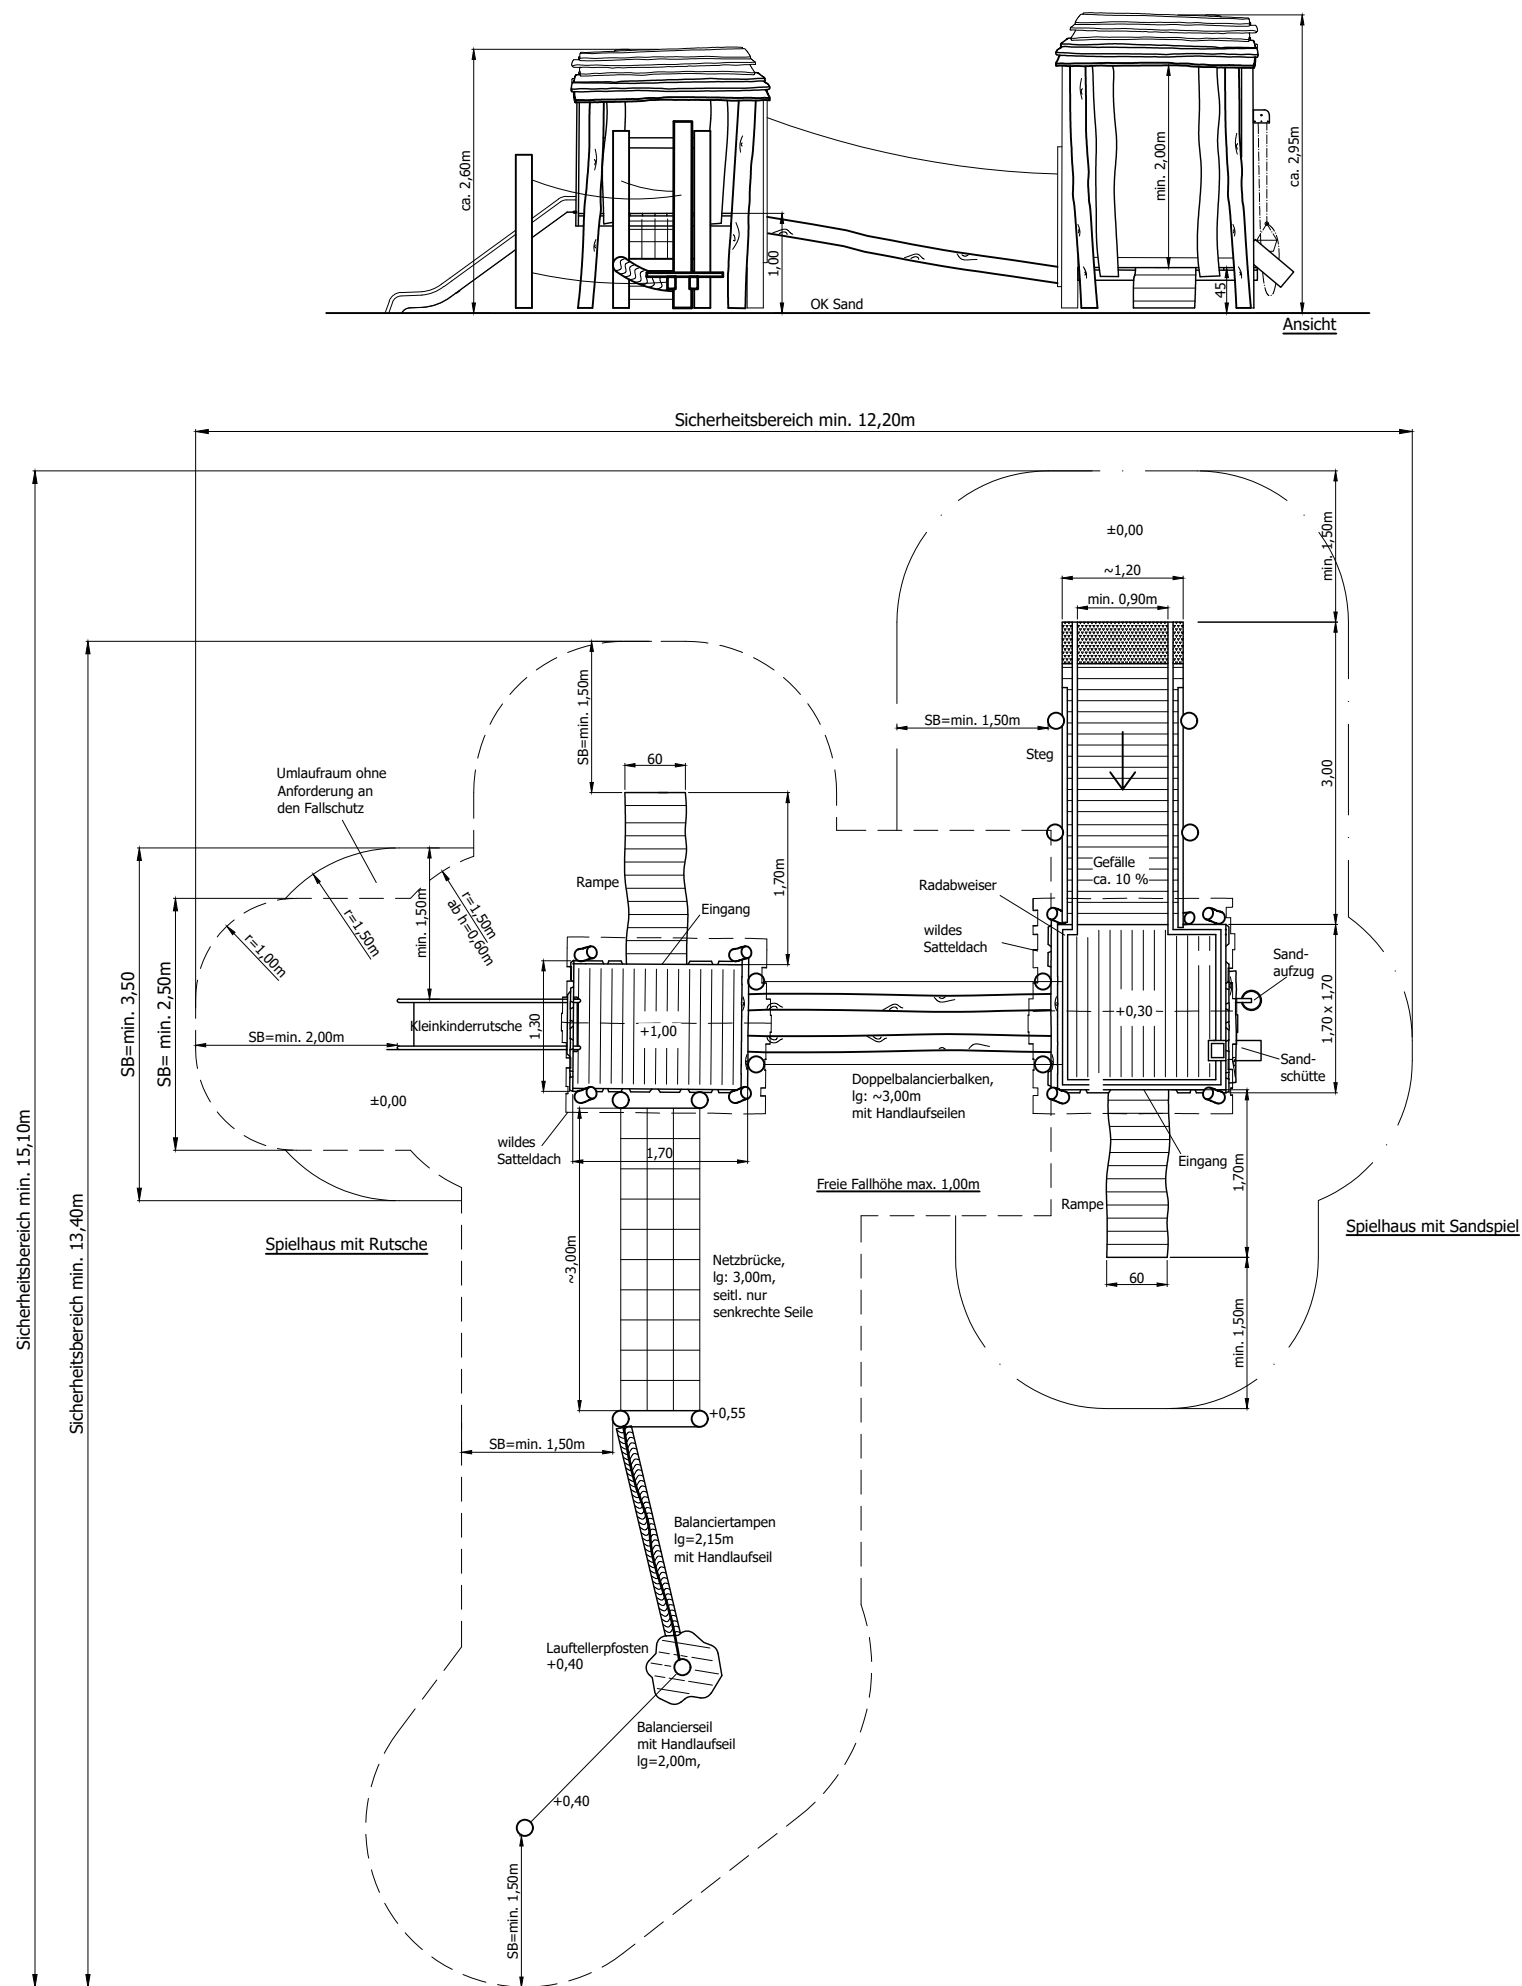 ca. 2,60m
1,00
OK Sand
min. 2,00m
45
ca. 2,95m
Ansicht
Sicherheitsbereich min. 12,20m
±0,00
min. 1,50m
~1,20
min. 0,90m
SB=min. 1,50m
SB=min. 1,50m
Steg
3,00
60
Umlaufraum ohne
Anforderung an
den Fallschutz
Rampe
1,70m
Gefälle
ca. 10 %
Radabweiser
Eingang
wildes
Satteldach
r=1,50m
r=1,50m
ab h=0,60m
min. 1,50m
r=1,00m
SB=min. 3,50
SB= min. 2,50m
Sand-
aufzug
Kleinkinderrutsche
1,30
+1,00
+0,30
1,70 x 1,70
SB=min. 2,00m
Sand-
schütte
Doppelbalancierbalken,
lg: ~3,00m
mit Handlaufseilen
±0,00
wildes
Satteldach
1,70
Eingang
1,70m
Freie Fallhöhe max. 1,00m
Rampe
Sicherheitsbereich min. 15,10m
Sicherheitsbereich min. 13,40m
Spielhaus mit Rutsche
Spielhaus mit Sandspiel
~3,00m
Netzbrücke,
lg: 3,00m,
seitl. nur
senkrechte Seile
60
min. 1,50m
+0,55
SB=min. 1,50m
Balanciertampen
lg=2,15m
mit Handlaufseil
Lauftellerpfosten
+0,40
Balancierseil
mit Handlaufseil
lg=2,00m,
+0,40
SB=min. 1,50m